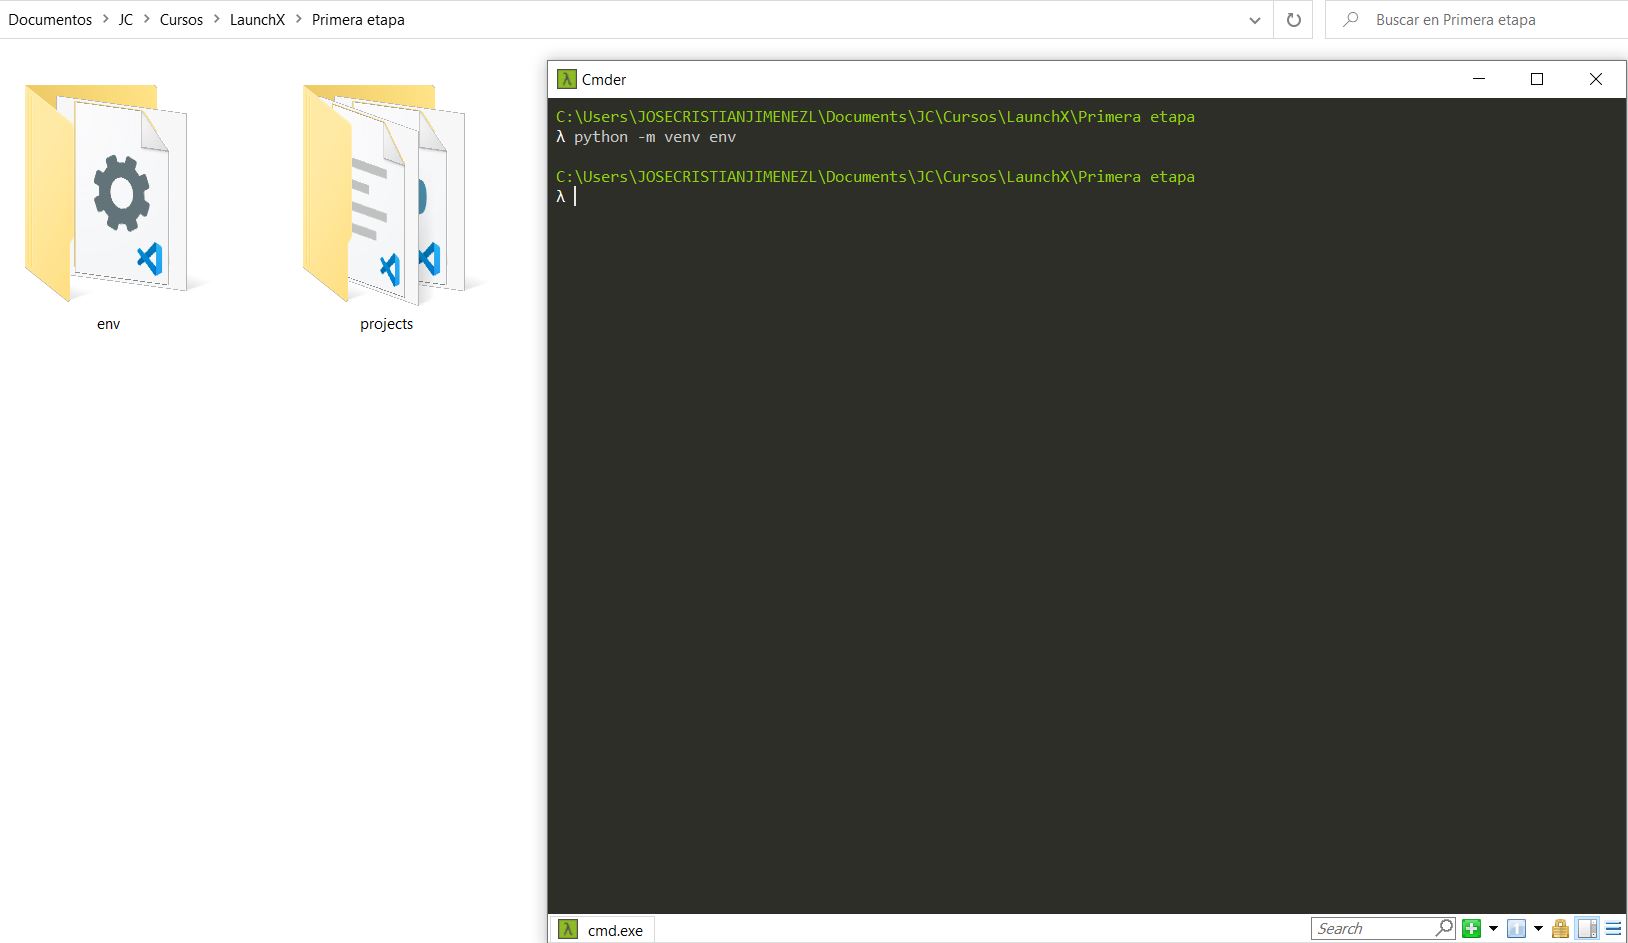 Documentos > JC > Cursos > LaunchX > Primera etapa
Buscar en Primera etapa
env
projects
Cmder
C:\Users\JOSECRISTIANJIMENEZL\Documents\JC\Cursos\LaunchX\Primera etapa
λ python -m venv env
C:\Users\JOSECRISTIANJIMENEZL\Documents\JC\Cursos\LaunchX\Primera etapa
λ
cmd.exe
Search